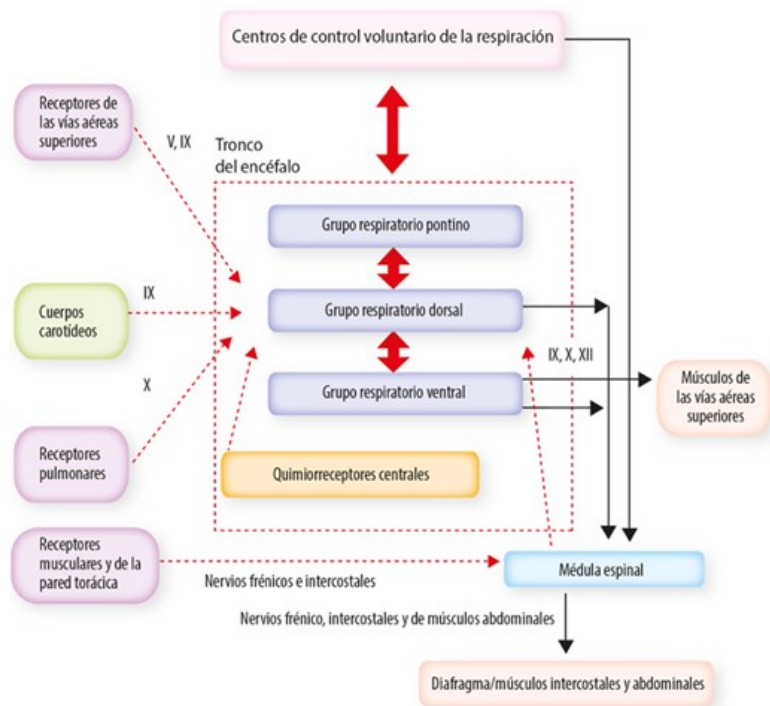 Centros de control voluntario de la respiración
Receptores de
las vías aéreas
superiores
V, IX
Tronco
del encéfalo
Grupo respiratorio pontino
IX
Cuerpos
carotídeos
Grupo respiratorio dorsal
X
IX, X, XII
Grupo respiratorio ventral
Músculos de
las vías aéreas
superiores
Receptores
pulmonares
Quimiorreceptores centrales
Receptores
musculares y de la
pared torácica
Nervios frénicos e intercostales
Médula espinal
Nervios frénico, intercostales y de músculos abdominales
Diafragma/músculos intercostales y abdominales